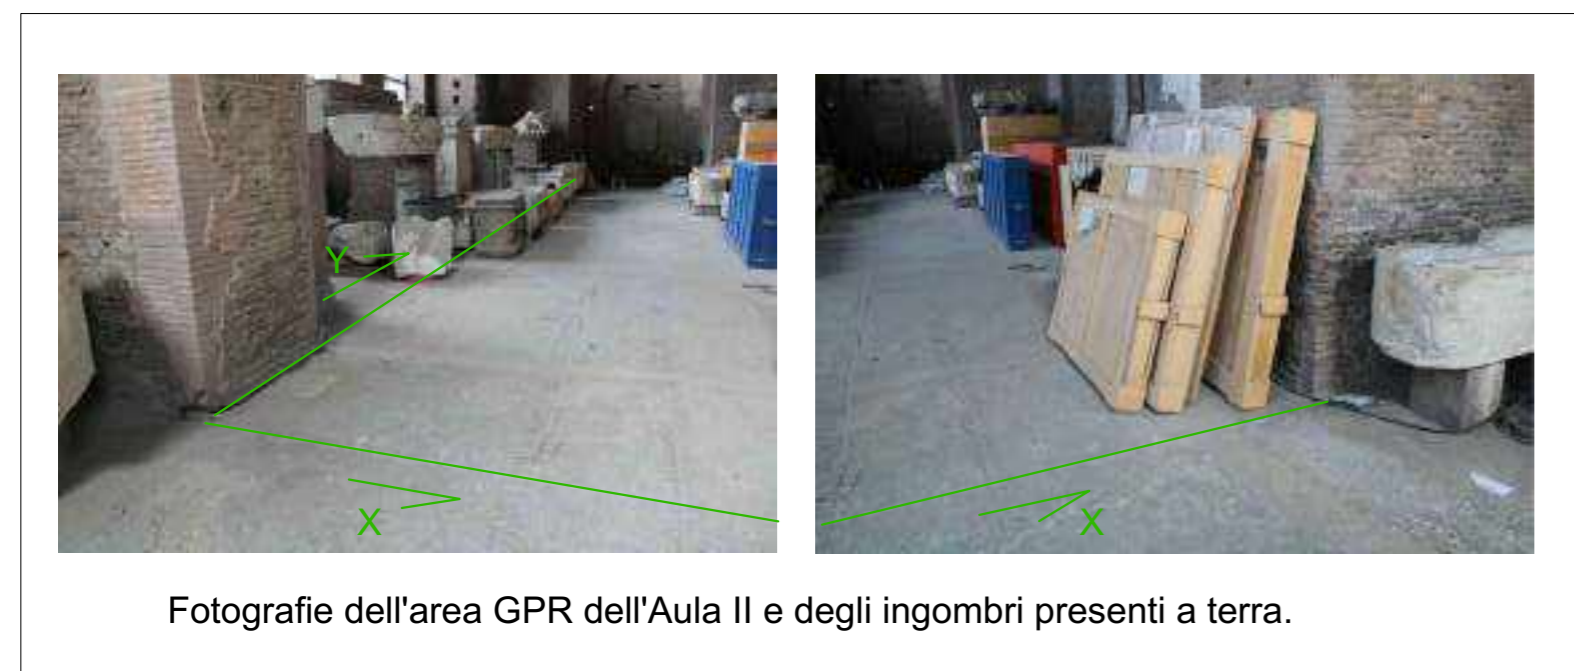 Y
X
X
Fotografie dell'area GPR dell'Aula II e degli ingombri presenti a terra.